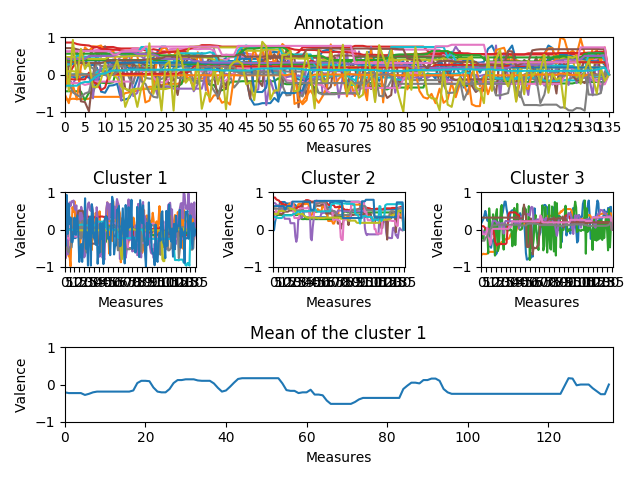 Annotation
1
0
−1
Valence
0 5 10 15 20 25 30 35 40 45 50 55 60 65 70 75 80 85 90 95 100 105 110 115 120 125 130 135
Measures
Cluster 1 Cluster 2 Cluster 3
1 1 1
0 0 0
−1 −1 −1
Valence Valence Valence
Measures Measures Measures
Mean of the cluster 1
1
0
−1
Valence
0 20 40 60 80 100 120
Measures